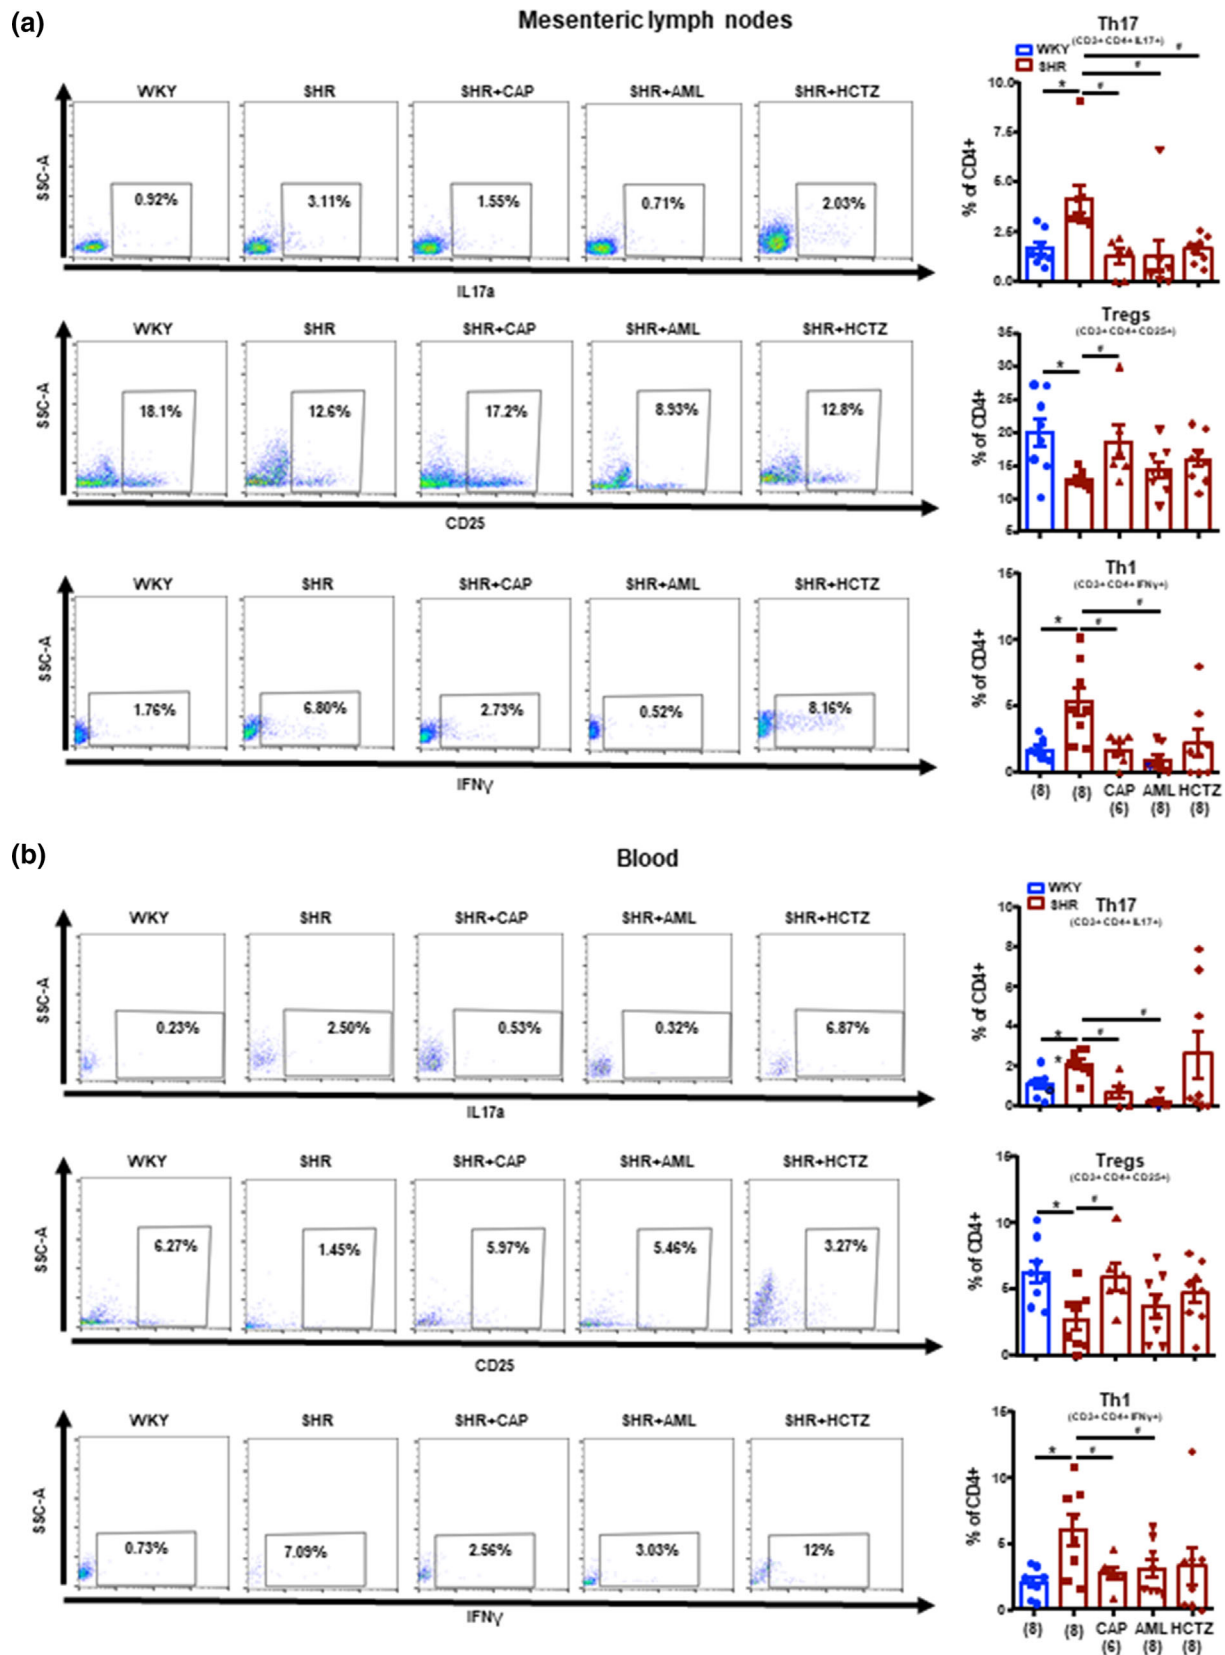 (a)
Mesenteric lymph nodes
WKY SHR SHR+CAP SHR+AML SHR+HCTZ
SSC-A
0.92% 3.11% 1.55% 0.71% 2.03%
IL17a
Th17
(CD3+CD4+IL17+)
WKY
SHR
# # * #
% of CD4+
10.0
7.5
5.0
2.5
0.0
WKY SHR SHR+CAP SHR+AML SHR+HCTZ
SSC-A
18.1% 12.6% 17.2% 8.93% 12.8%
CD25
Tregs
(CD3+CD4+CD25+)
* #
% of CD4+
35
30
25
20
15
10
5
WKY SHR SHR+CAP SHR+AML SHR+HCTZ
SSC-A
1.76% 6.80% 2.73% 0.52% 8.16%
IFNγ
Th1
(CD3+CD4+IFNγ+)
# * #
% of CD4+
15
10
5
0
(8) (8) CAP (6) AML (8) HCTZ (8)
(b)
Blood
WKY SHR SHR+CAP SHR+AML SHR+HCTZ
SSC-A
0.23% 2.50% 0.53% 0.32% 6.87%
IL17a
WKY
SHR
Th17
(CD3+CD4+IL17+)
# * # *
% of CD4+
10
8
6
4
2
0
WKY SHR SHR+CAP SHR+AML SHR+HCTZ
SSC-A
6.27% 1.45% 5.97% 5.46% 3.27%
CD25
Tregs
(CD3+CD4+CD25+)
* #
% of CD4+
15
10
5
0
WKY SHR SHR+CAP SHR+AML SHR+HCTZ
SSC-A
0.73% 7.09% 2.56% 3.03% 12%
IFNγ
Th1
(CD3+CD4+IFNγ+)
# * #
% of CD4+
15
10
5
0
(8) (8) CAP (6) AML (8) HCTZ (8)